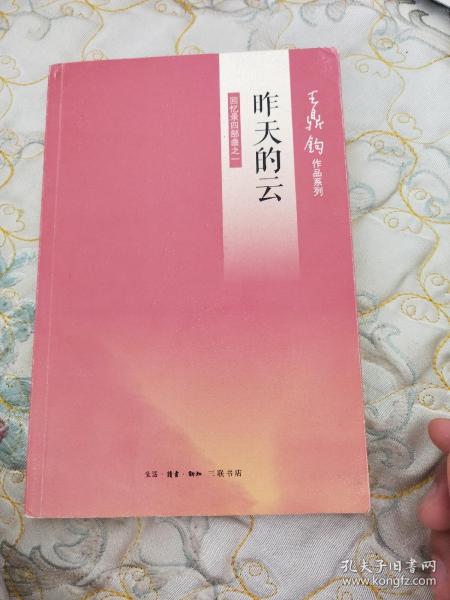 王鼎钧
作品系列
昨天的云
回忆录四部曲之一
生活·读书·新知 三联书店
孔夫子旧书网
www.kongfz.com